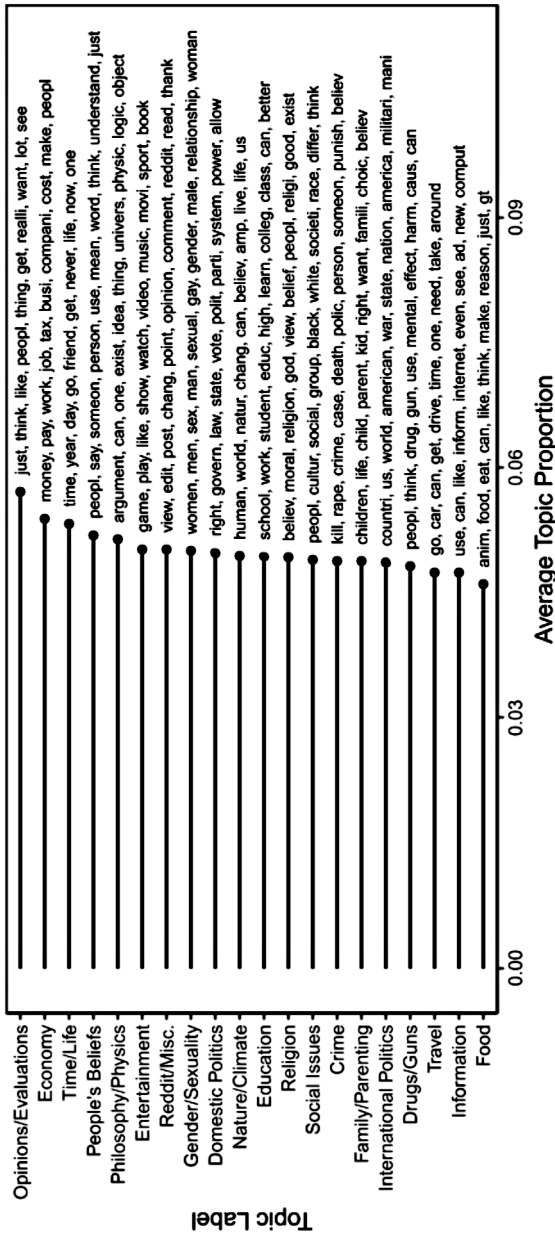 Topic Label
Opinions/Evaluations just, think, like, peopl, thing, get, realli, want, lot, see
Economy money, pay, work, job, tax, busi, compani, cost, make, peopl
Time/Life time, year, day, go, friend, get, never, life, now, one
People's Beliefs peopl, say, someon, person, use, mean, word, think, understand, just
Philosophy/Physics argument, can, one, exist, idea, thing, univers, physic, logic, object
Entertainment game, play, like, show, watch, video, music, movi, sport, book
Reddit/Misc. view, edit, post, chang, point, opinion, comment, reddit, read, thank
Gender/Sexuality women, men, sex, man, sexual, gay, gender, male, relationship, woman
Domestic Politics right, govern, law, state, vote, polit, parti, system, power, allow
Nature/Climate human, world, natur, chang, can, believ, amp, live, life, us
Education school, work, student, educ, high, learn, colleg, class, can, better
Religion believ, moral, religion, god, view, belief, peopl, religi, good, exist
Social Issues peopl, cultur, social, group, black, white, societi, race, differ, think
Crime kill, rape, crime, case, death, polic, person, someon, punish, believ
Family/Parenting children, life, child, parent, kid, right, want, famili, choic, believ
International Politics countri, us, world, american, war, state, nation, america, militari, mani
Drugs/Guns peopl, think, drug, gun, use, mental, effect, harm, caus, can
Travel go, car, can, get, drive, time, one, need, take, around
Information use, can, like, inform, internet, even, see, ad, new, comput
Food anim, food, eat, can, like, think, make, reason, just, gt
0.00 0.03 0.06 0.09
Average Topic Proportion